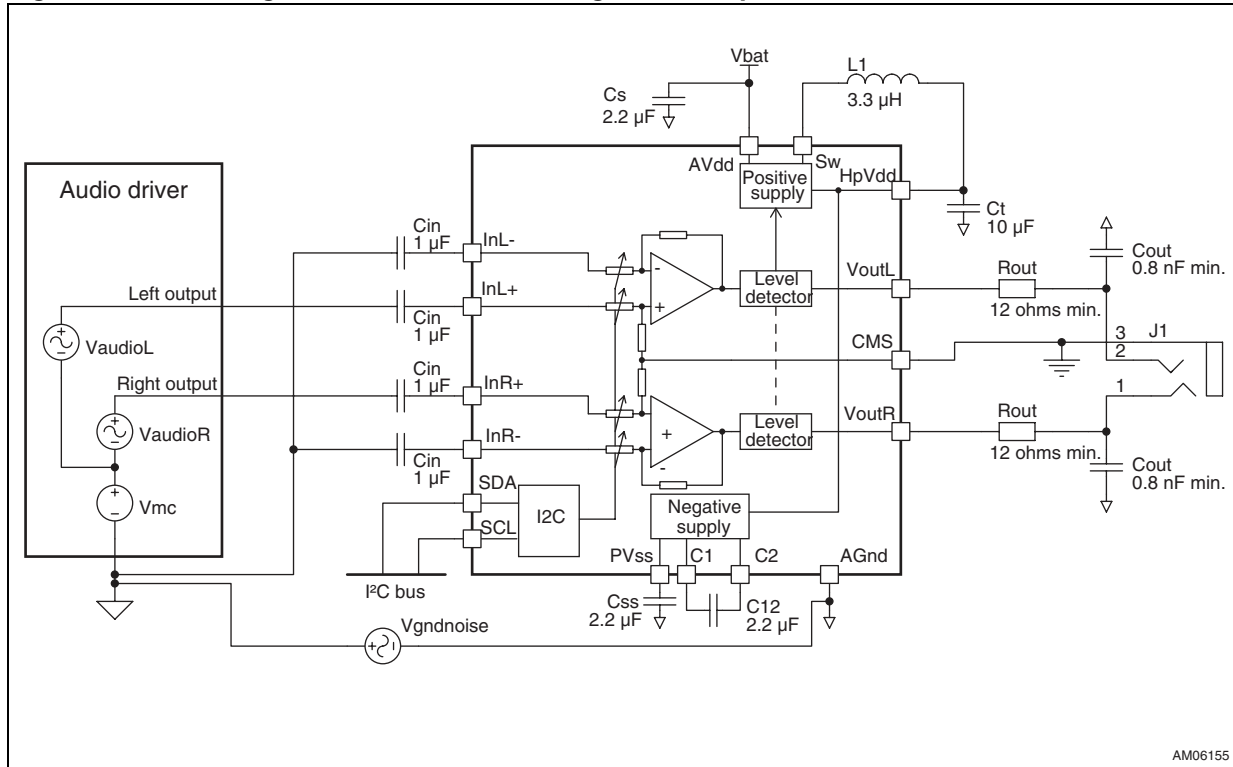 Vbat
L1
3.3 µH
Cs
2.2 µF
AVdd
Sw
Positive
supply
HpVdd
Ct
10 µF
Audio driver
Cin
1 µF
InL-
-
+
Level
detector
VoutL
Rout
12 ohms min.
Cout
0.8 nF min.
Left output
Cin
1 µF
InL+
VaudioL
+
-
CMS
3
2
J1
1
Right output
Cin
1 µF
InR+
VaudioR
+
-
InR-
Cin
1 µF
+
-
Level
detector
VoutR
Rout
12 ohms min.
Cout
0.8 nF min.
Vmc
+
-
SDA
SCL
I2C
I²C bus
Negative
supply
PVss
C1
C2
AGnd
Css
2.2 µF
C12
2.2 µF
Vgndnoise
+
-
AM06155